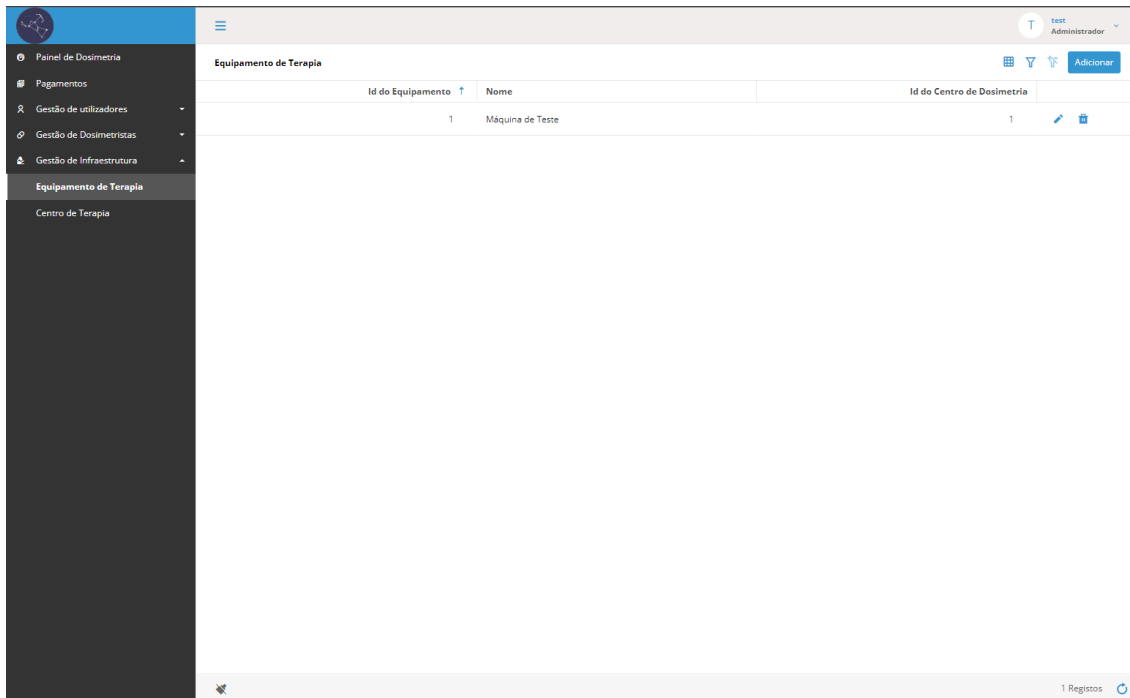 T
test
Administrador
Painel de Dosimetria
Pagamentos
Gestão de utilizadores
Gestão de Dosimetristas
Gestão de Infraestrutura
Equipamento de Terapia
Centro de Terapia
Equipamento de Terapia
Adicionar
Id do Equipamento Nome Id do Centro de Dosimetria
1 Máquina de Teste 1
1 Registos